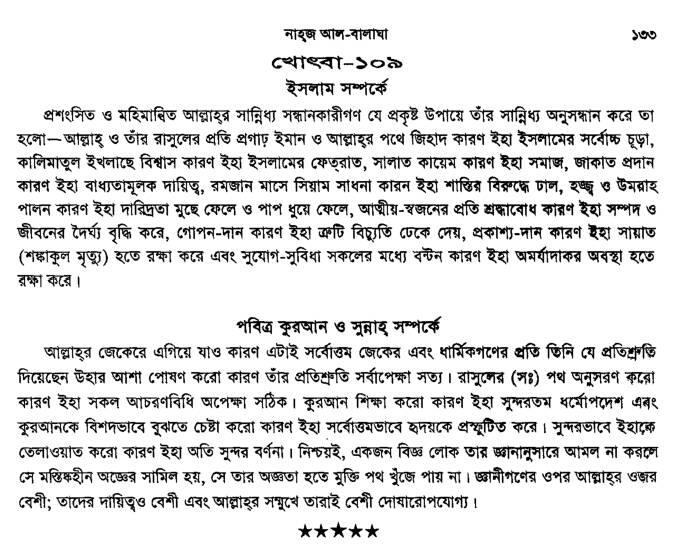 নাহ্জ আল-বালাঘা ১৩৩
খোৎবা-১০৯
ইসলাম সম্পর্কে
প্রশংসিত ও মহিমান্বিত আল্লাহ্‌র সান্নিধ্য সন্ধানকারীগণ যে প্রকৃষ্ট উপায়ে তাঁর সান্নিধ্য অনুসন্ধান করে তা
হলো—আল্লাহ্ ও তাঁর রাসুলের প্রতি প্রগাঢ় ইমান ও আল্লাহ্‌র পথে জিহাদ কারণ ইহা ইসলামের সর্বোচ্চ চূড়া,
কালিমাতুল ইখলাছে বিশ্বাস কারণ ইহা ইসলামের ফেত্‌রাত, সালাত কায়েম কারণ ইহা সমাজ, জাকাত প্রদান
কারণ ইহা বাধ্যতামূলক দায়িত্ব, রমজান মাসে সিয়াম সাধনা কারন ইহা শাস্তির বিরুদ্ধে ঢাল, হজ্জ্ব ও উমরাহ
পালন কারণ ইহা দারিদ্রতা মুছে ফেলে ও পাপ ধুয়ে ফেলে, আত্মীয়-স্বজনের প্রতি শ্রদ্ধাবোধ কারণ ইহা সম্পদ ও
জীবনের দৈর্ঘ্য বৃদ্ধি করে, গোপন-দান কারণ ইহা ত্রুটি বিচ্যুতি ঢেকে দেয়, প্রকাশ্য-দান কারণ ইহা সায়াত
(শঙ্কাকুল মৃত্যু) হতে রক্ষা করে এবং সুযোগ-সুবিধা সকলের মধ্যে বন্টন কারণ ইহা অমর্যাদাকর অবস্থা হতে
রক্ষা করে।
পবিত্র কুরআন ও সুন্নাহ্ সম্পর্কে
আল্লাহ্‌র জেকেরে এগিয়ে যাও কারণ এটাই সর্বোত্তম জেকের এবং ধার্মিকগণের প্রতি তিনি যে প্রতিশ্রুতি
দিয়েছেন উহার আশা পোষণ করো কারণ তাঁর প্রতিশ্রুতি সর্বাপেক্ষা সত্য। রাসুলের (সঃ) পথ অনুসরণ করো
কারণ ইহা সকল আচরণবিধি অপেক্ষা সঠিক। কুরআন শিক্ষা করো কারণ ইহা সুন্দরতম ধর্মোপদেশ এবং
কুরআনকে বিশদভাবে বুঝতে চেষ্টা করো কারণ ইহা সর্বোত্তমভাবে হৃদয়কে প্রস্ফুটিত করে। সুন্দরভাবে ইহাকে
তেলাওয়াত করো কারণ ইহা অতি সুন্দর বর্ণনা। নিশ্চয়ই, একজন বিজ্ঞ লোক তার জ্ঞানানুসারে আমল না করলে
সে মস্তিষ্কহীন অজ্ঞের সামিল হয়, সে তার অজ্ঞতা হতে মুক্তি পথ খুঁজে পায় না। জ্ঞানীগণের ওপর আল্লাহ্‌র ওজর
বেশী; তাদের দায়িত্বও বেশী এবং আল্লাহ্‌র সম্মুখে তারাই বেশী দোষারোপযোগ্য।
★★★★★